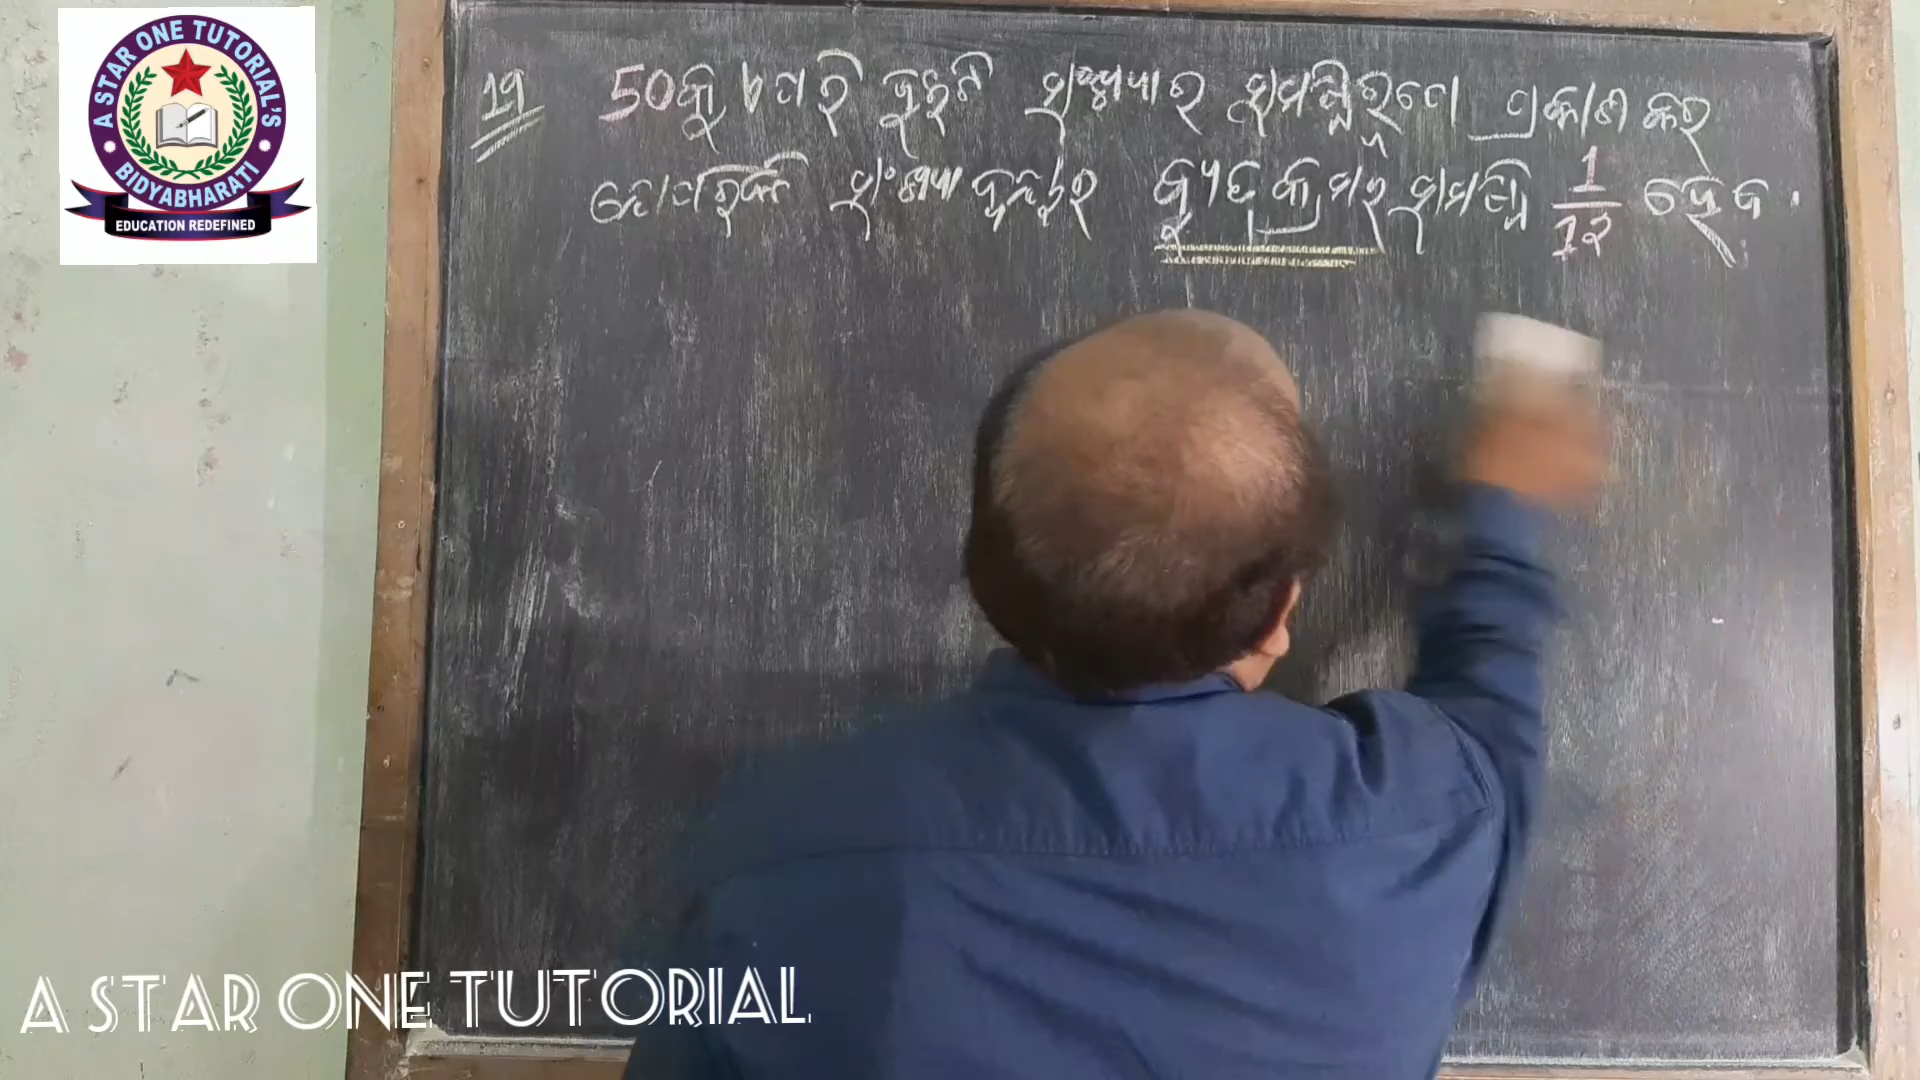 A STAR ONE TUTORIAL'S
BIDYABHARATI
EDUCATION REDEFINED
19 50କୁ ଏପରି ଦୁଇଟି ସଂଖ୍ୟାର ସମଷ୍ଟିରୂପେ ପ୍ରକାଶ କର
ଯେପରିକି ସଂଖ୍ୟା ଦ୍ୱୟର ବ୍ୟୁତ୍କ୍ରମର ସମଷ୍ଟି 1/12 ହେବ.
A STAR ONE TUTORIAL